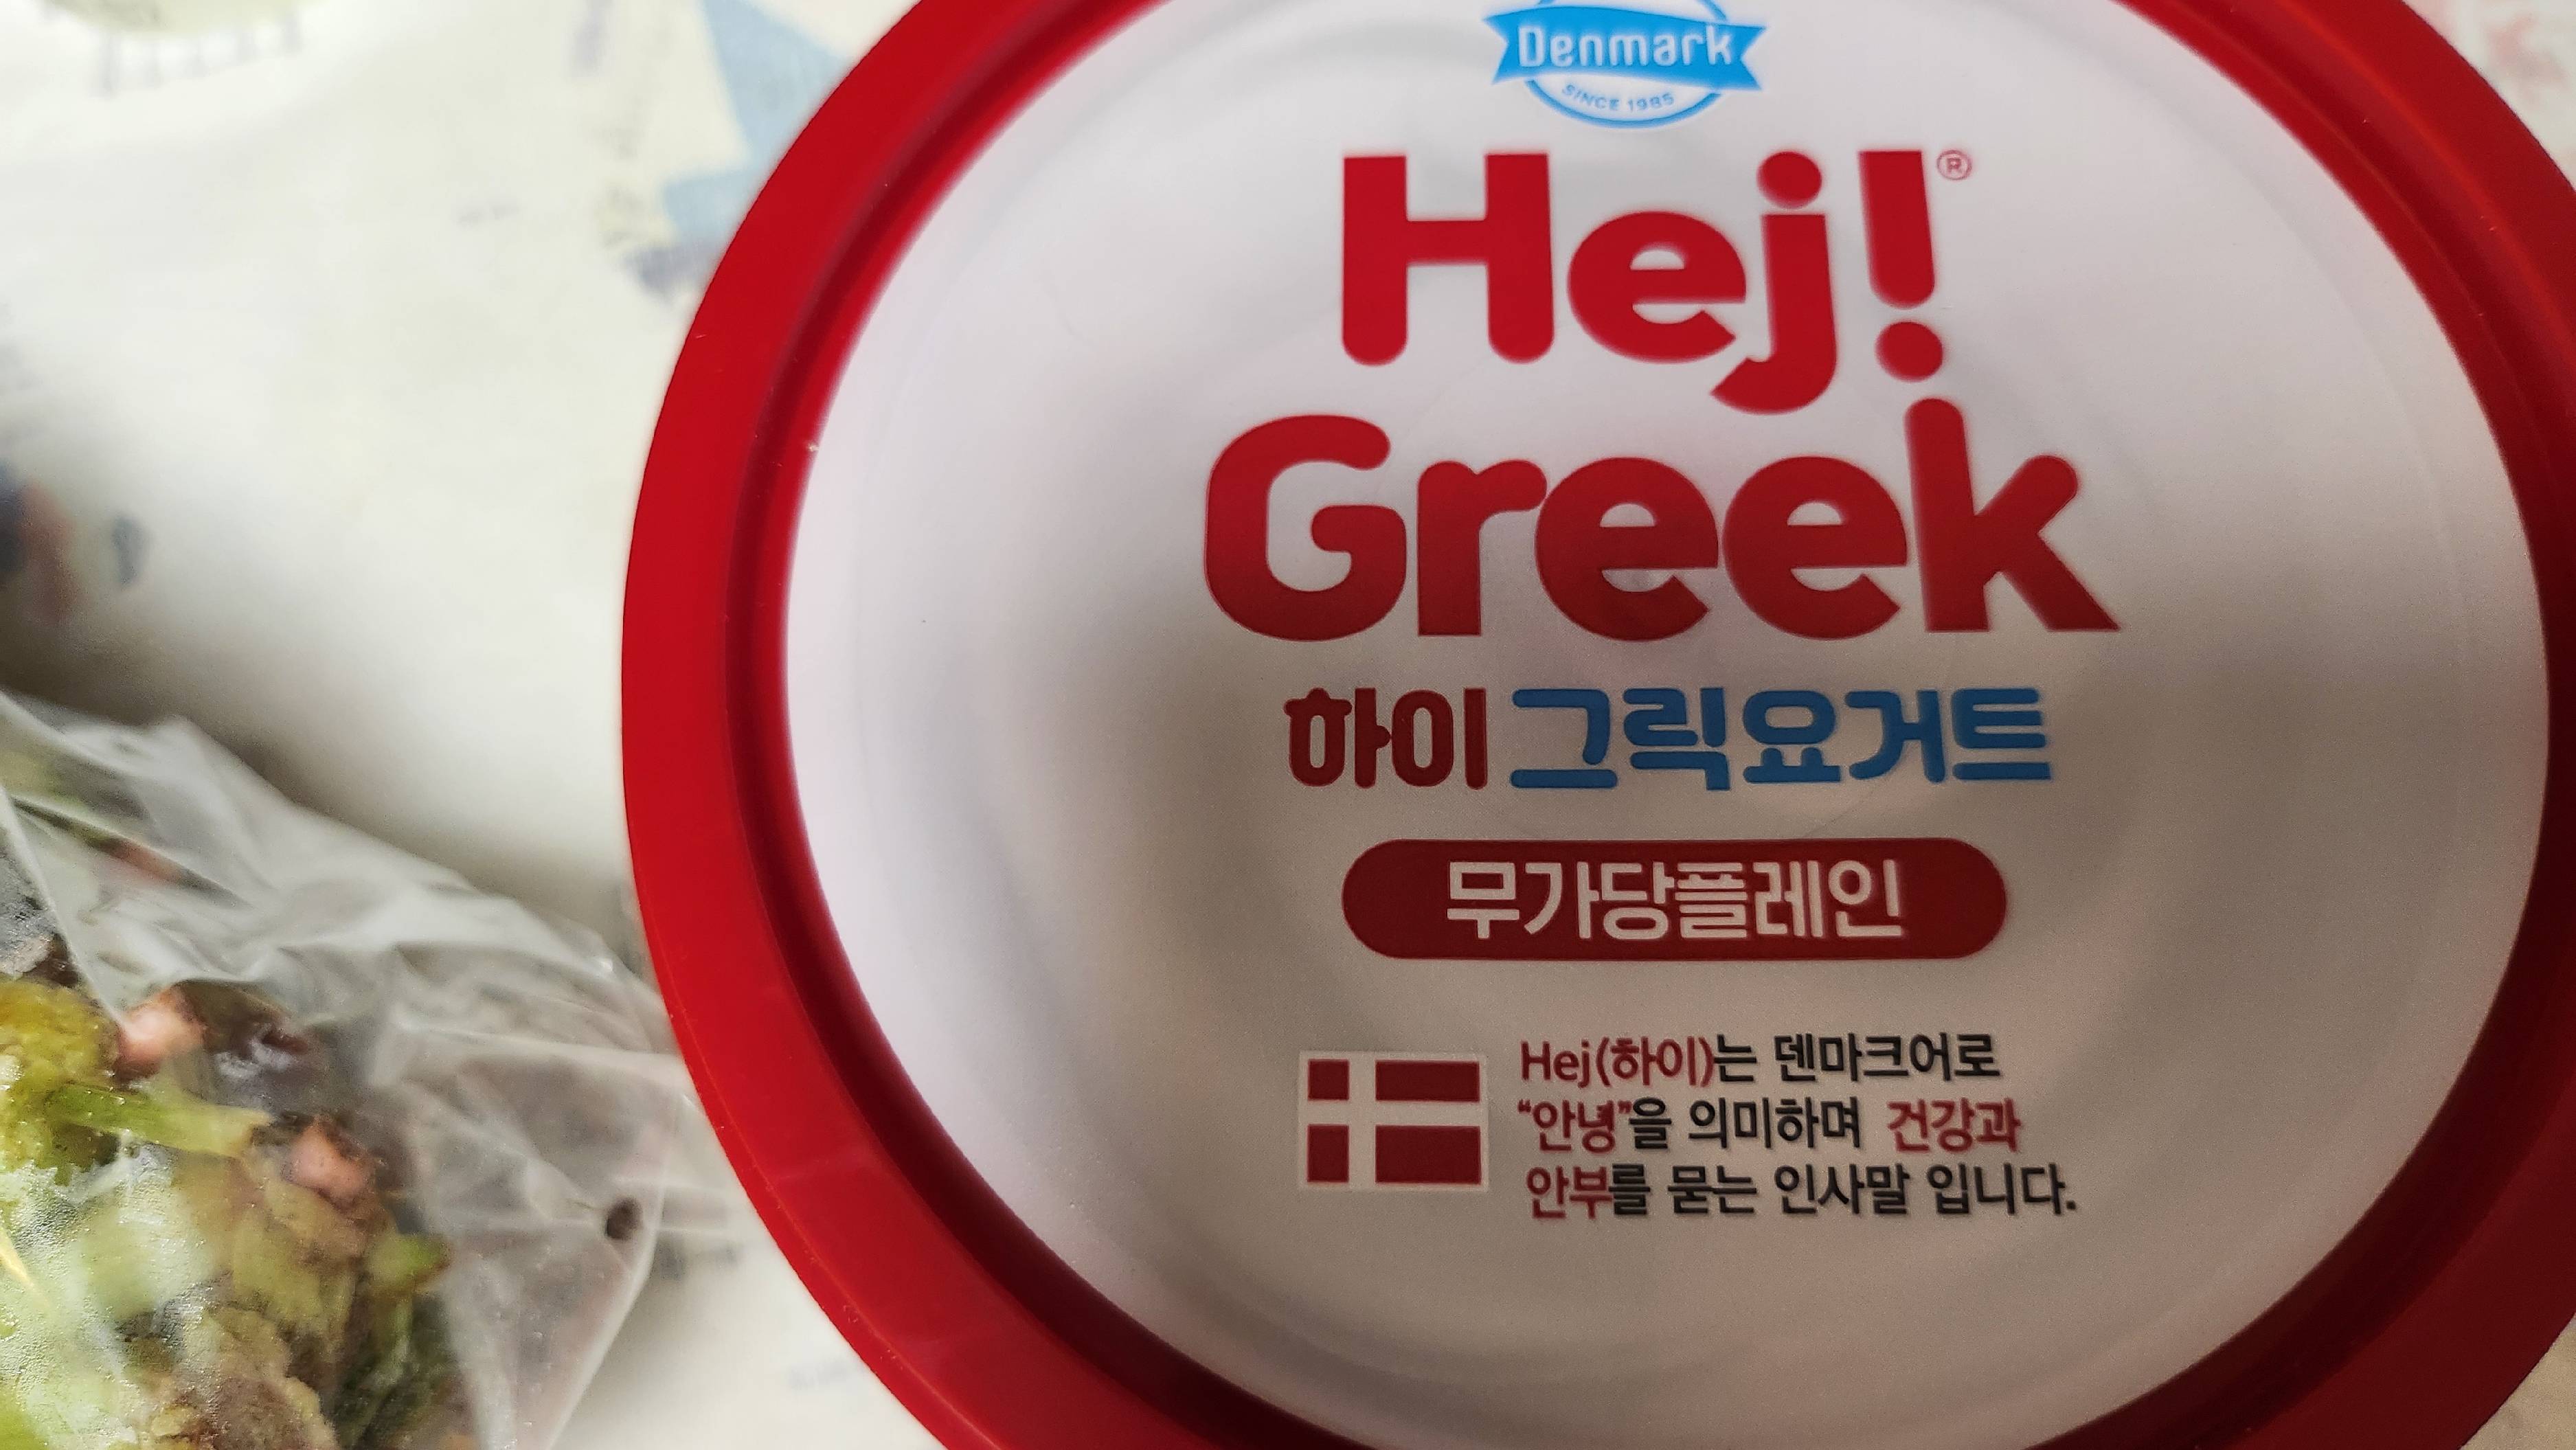 Denmark
SINCE 1985
Hej!®
Greek
하이 그릭요거트
무가당플레인
Hej(하이)는 덴마크어로
“안녕”을 의미하며 건강과
안부를 묻는 인사말 입니다.